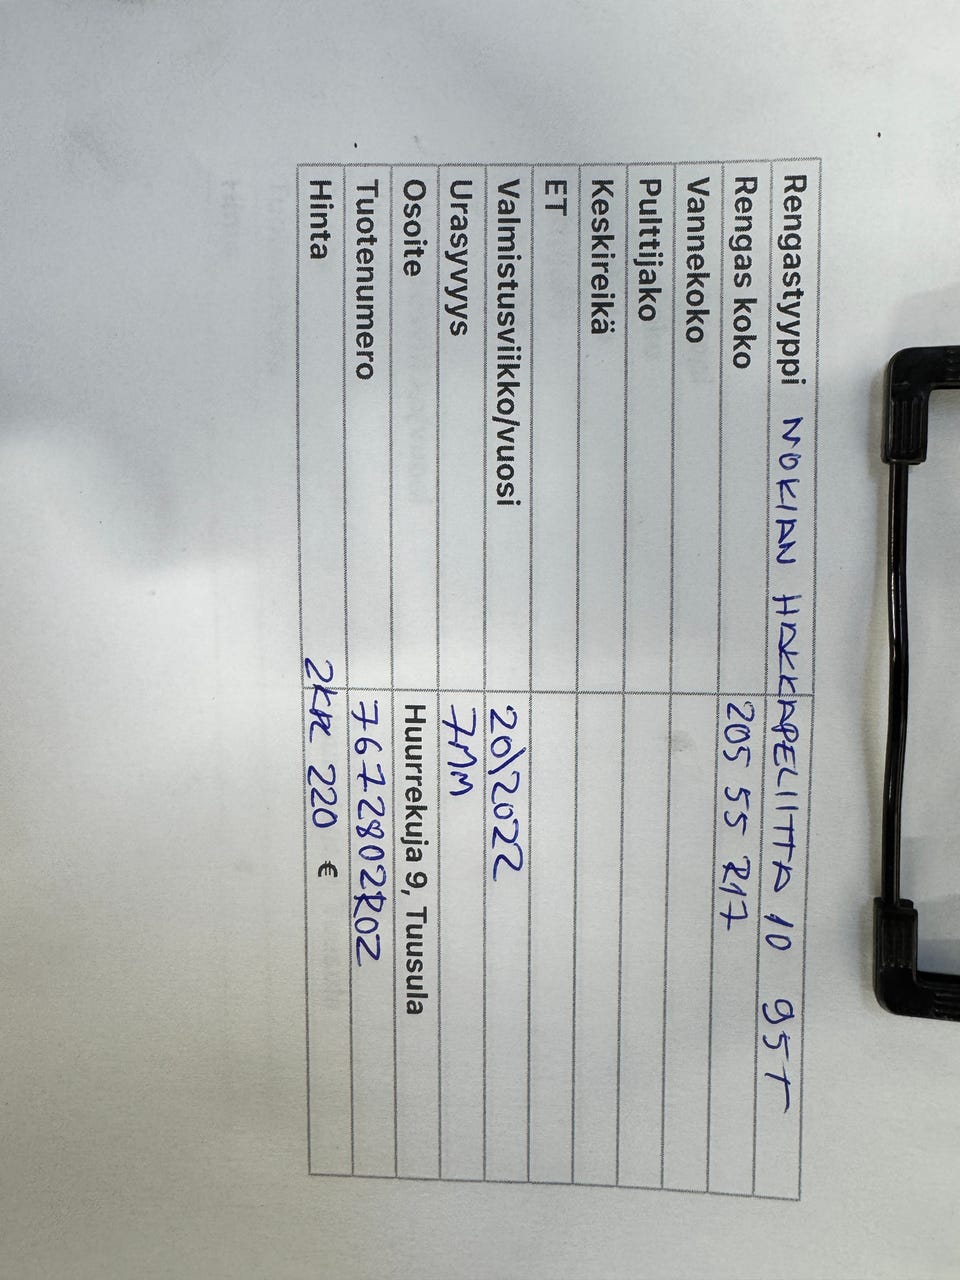 Rengastyyppi NOKIAN HAKKAPELIITTA 10 95T
Rengas koko 205 55 R17
Vannekoko
Pulttijako
Keskireikä
ET
Valmistusviikko/vuosi 20/2022
Urasyvyys 7MM
Osoite Huurrekuja 9, Tuusula
Tuotenumero 7672802R02
Hinta 2KPL 220 €